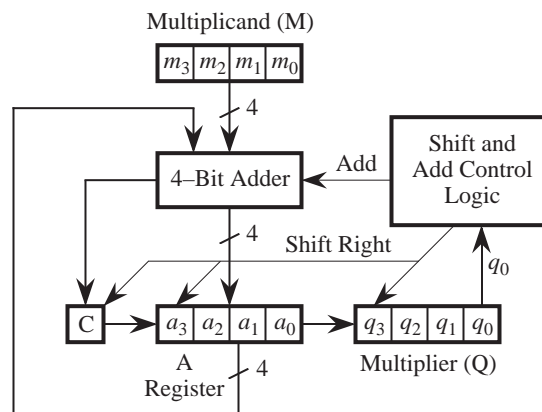 Multiplicand (M)
m3 m2 m1 m0
4
4–Bit Adder
Add
Shift and
Add Control
Logic
4
Shift Right
q0
C
a3 a2 a1 a0
q3 q2 q1 q0
A
Register
4
Multiplier (Q)